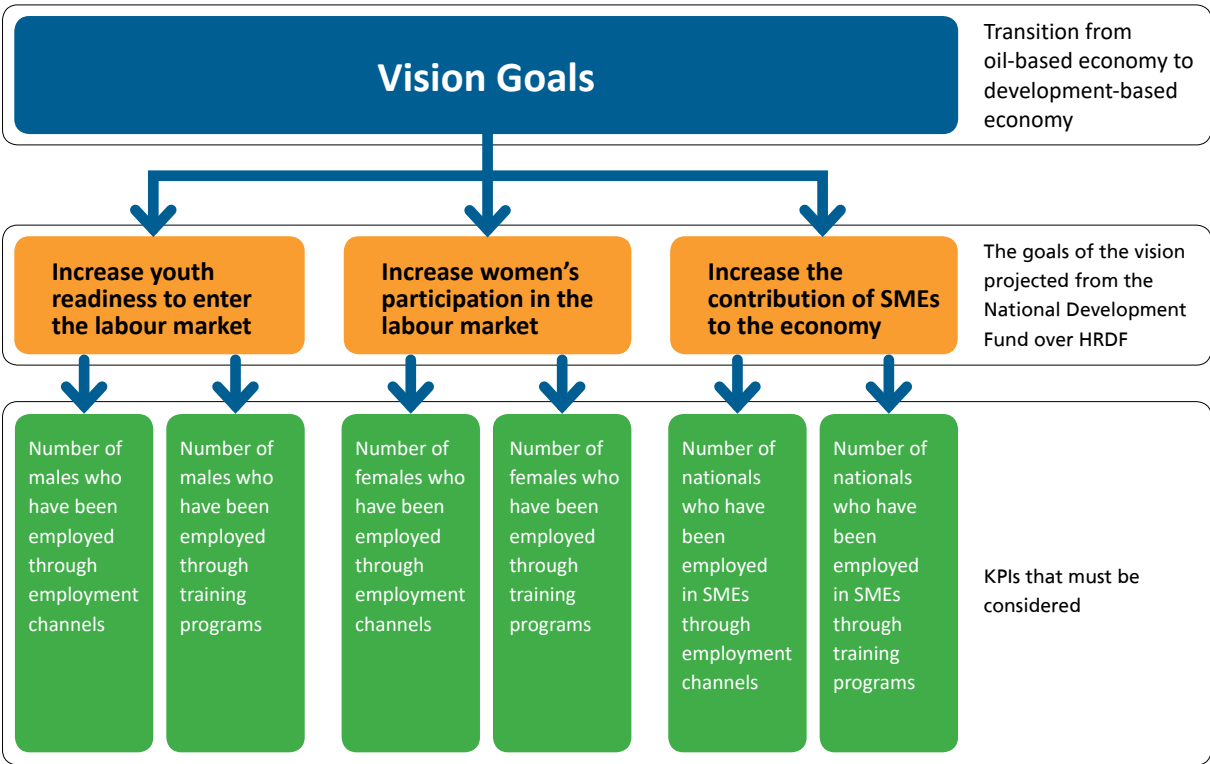 Vision Goals
Transition from
oil-based economy to
development-based
economy
Increase youth
readiness to enter
the labour market
Increase women’s
participation in the
labour market
Increase the
contribution of SMEs
to the economy
The goals of the vision
projected from the
National Development
Fund over HRDF
Number of
males who
have been
employed
through
employment
channels
Number of
males who
have been
employed
through
training
programs
Number of
females who
have been
employed
through
employment
channels
Number of
females who
have been
employed
through
training
programs
Number of
nationals
who have
been
employed
in SMEs
through
employment
channels
Number of
nationals
who have
been
employed
in SMEs
through
training
programs
KPIs that must be
considered